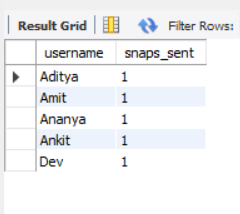 Result Grid Filter Rows:
username snaps_sent
Aditya 1
Amit 1
Ananya 1
Ankit 1
Dev 1